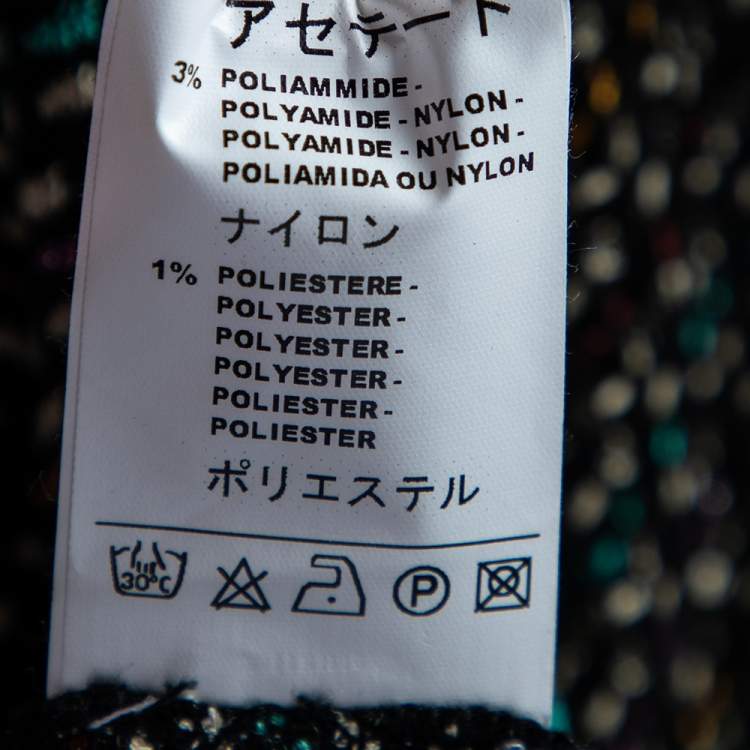 アセテート
3% POLIAMMIDE -
POLYAMIDE - NYLON -
POLYAMIDE - NYLON -
POLIAMIDA OU NYLON
ナイロン
1% POLIESTERE -
POLYESTER -
POLYESTER -
POLYESTER -
POLIESTER -
POLIESTER
ポリエステル
30°C
P